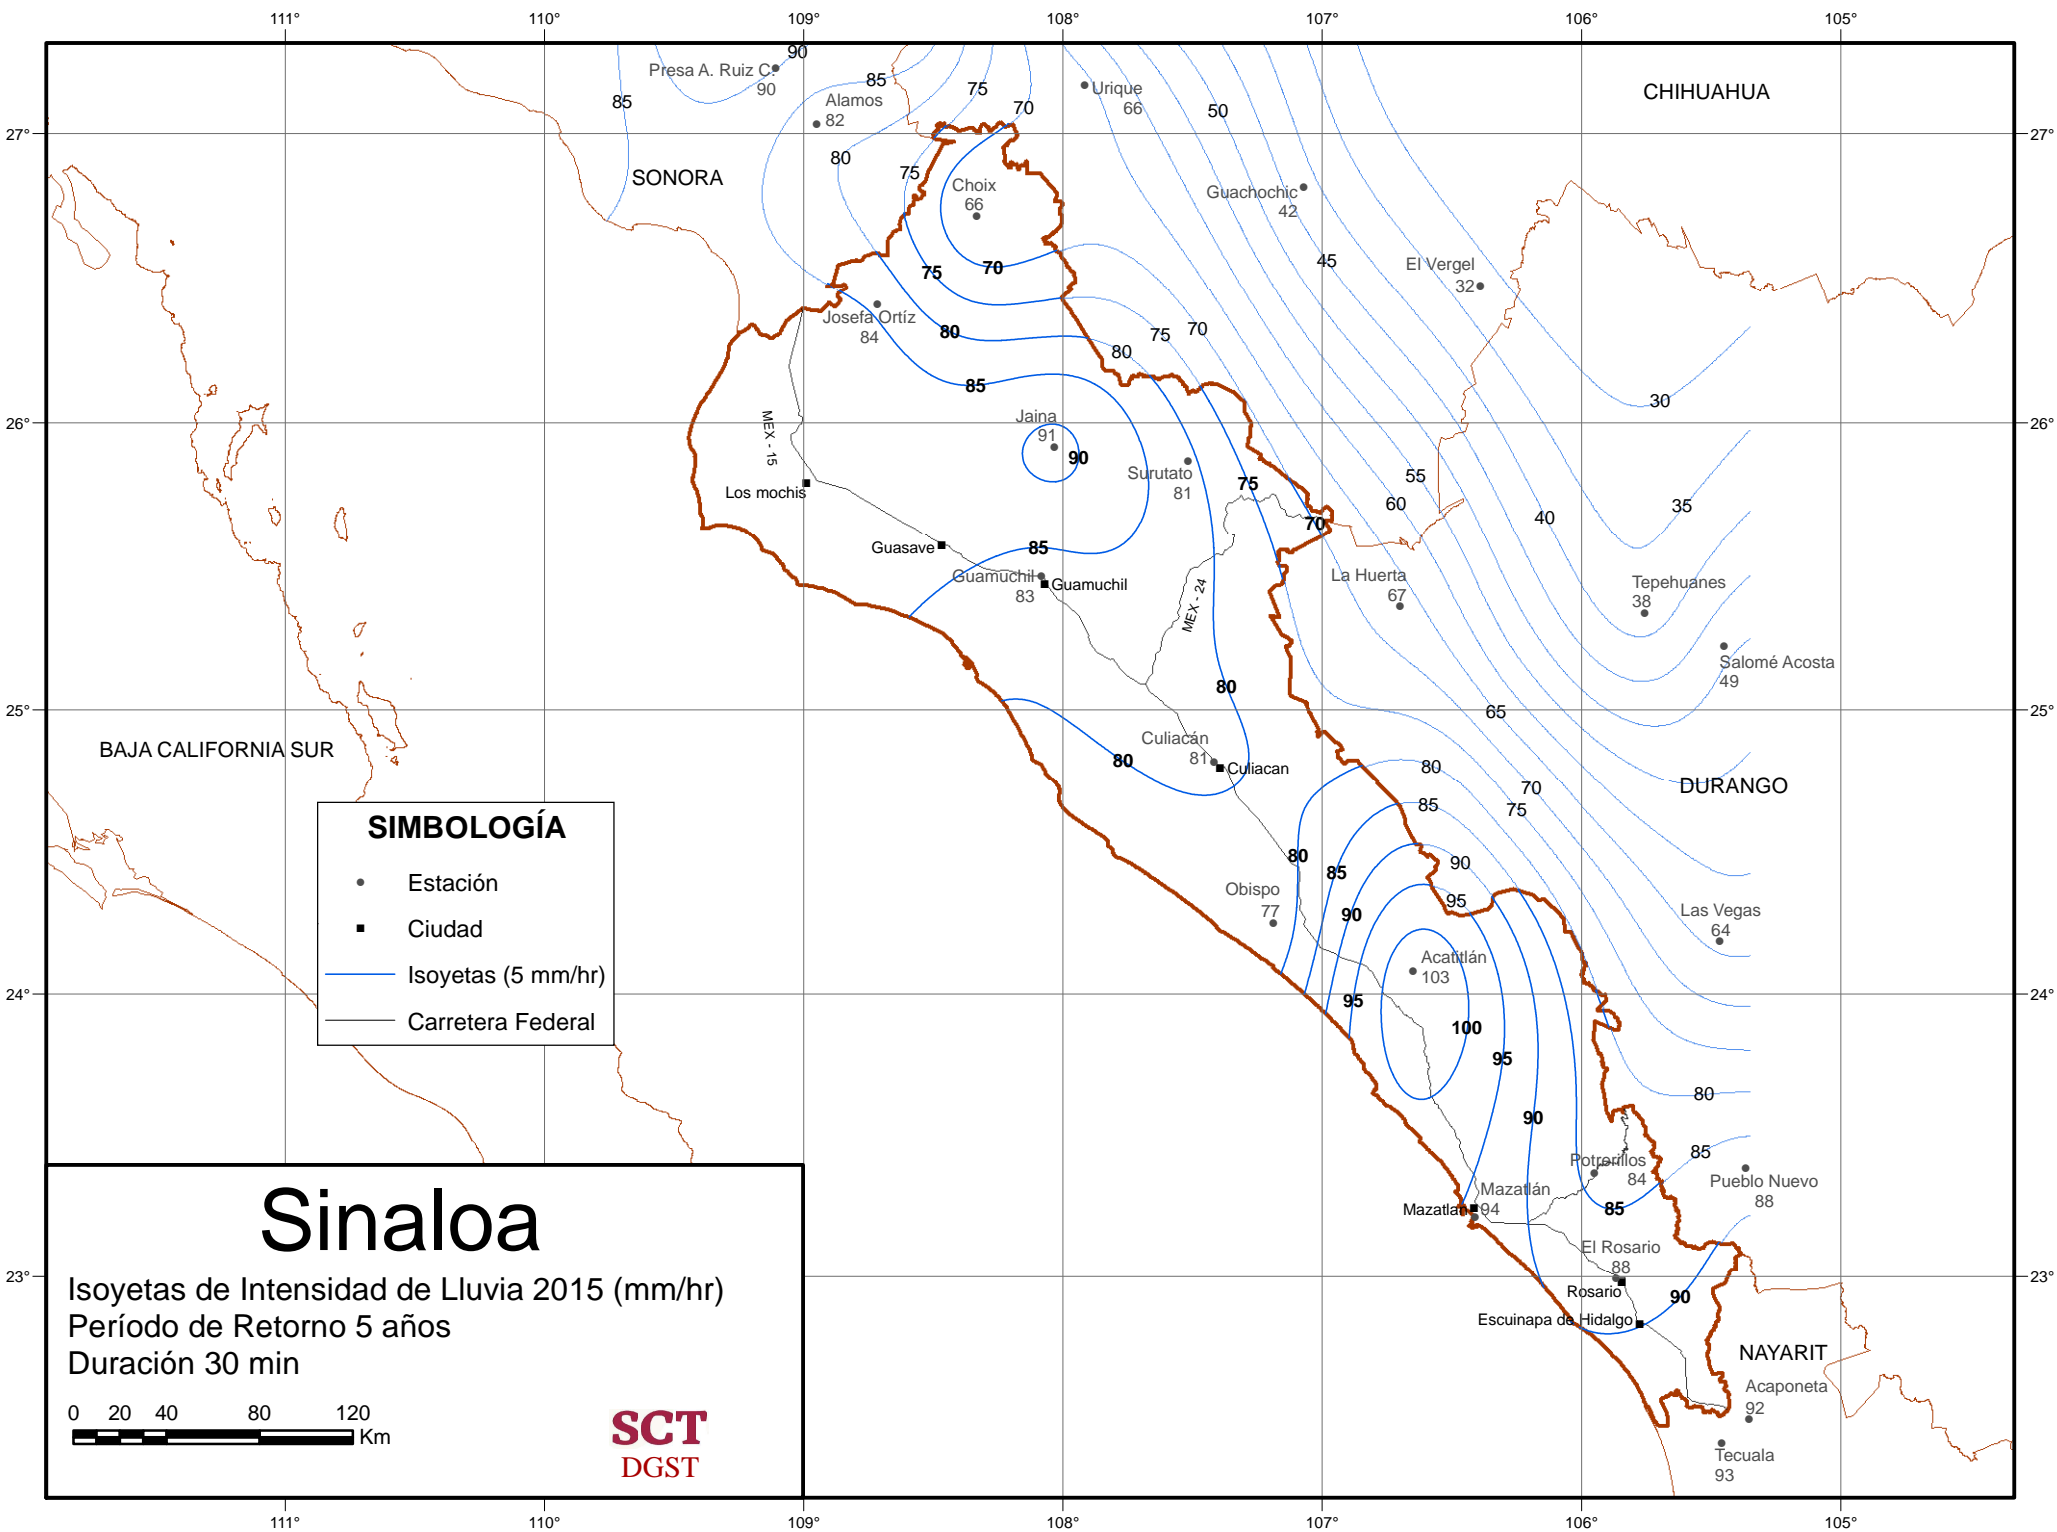 111°
110°
109°
108°
107°
106°
105°
90
Presa A. Ruiz C.
90
85
85
Alamos
82
75
70
Urique
66
50
CHIHUAHUA
27°
27°
80
75
SONORA
Choix
66
Guachochic
42
45
El Vergel
32
75
70
Josefa Ortíz
84
80
80
75
70
85
30
26°
26°
MEX - 15
Jaina
91
90
Surutato
81
75
55
60
40
35
Los mochis
70
Guasave
85
Guamuchil
83
Guamuchil
MEX - 24
La Huerta
67
Tepehuanes
38
Salomé Acosta
49
80
65
25°
25°
BAJA CALIFORNIA SUR
Culiacán
81
Culiacan
80
80
70
75
85
DURANGO
SIMBOLOGÍA
Estación
Ciudad
Isoyetas (5 mm/hr)
Carretera Federal
80
85
90
90
95
Obispo
77
Las Vegas
64
Acatitlán
103
24°
24°
95
100
95
90
80
85
Potrerillos
84
Pueblo Nuevo
88
Mazatlán
94
Mazatlan
85
El Rosario
88
Rosario
90
Escuinapa de Hidalgo
23°
23°
NAYARIT
Acaponeta
92
Tecuala
93
Sinaloa
Isoyetas de Intensidad de Lluvia 2015 (mm/hr)
Período de Retorno 5 años
Duración 30 min
0 20 40 80 120
Km
SCT
DGST
111°
110°
109°
108°
107°
106°
105°